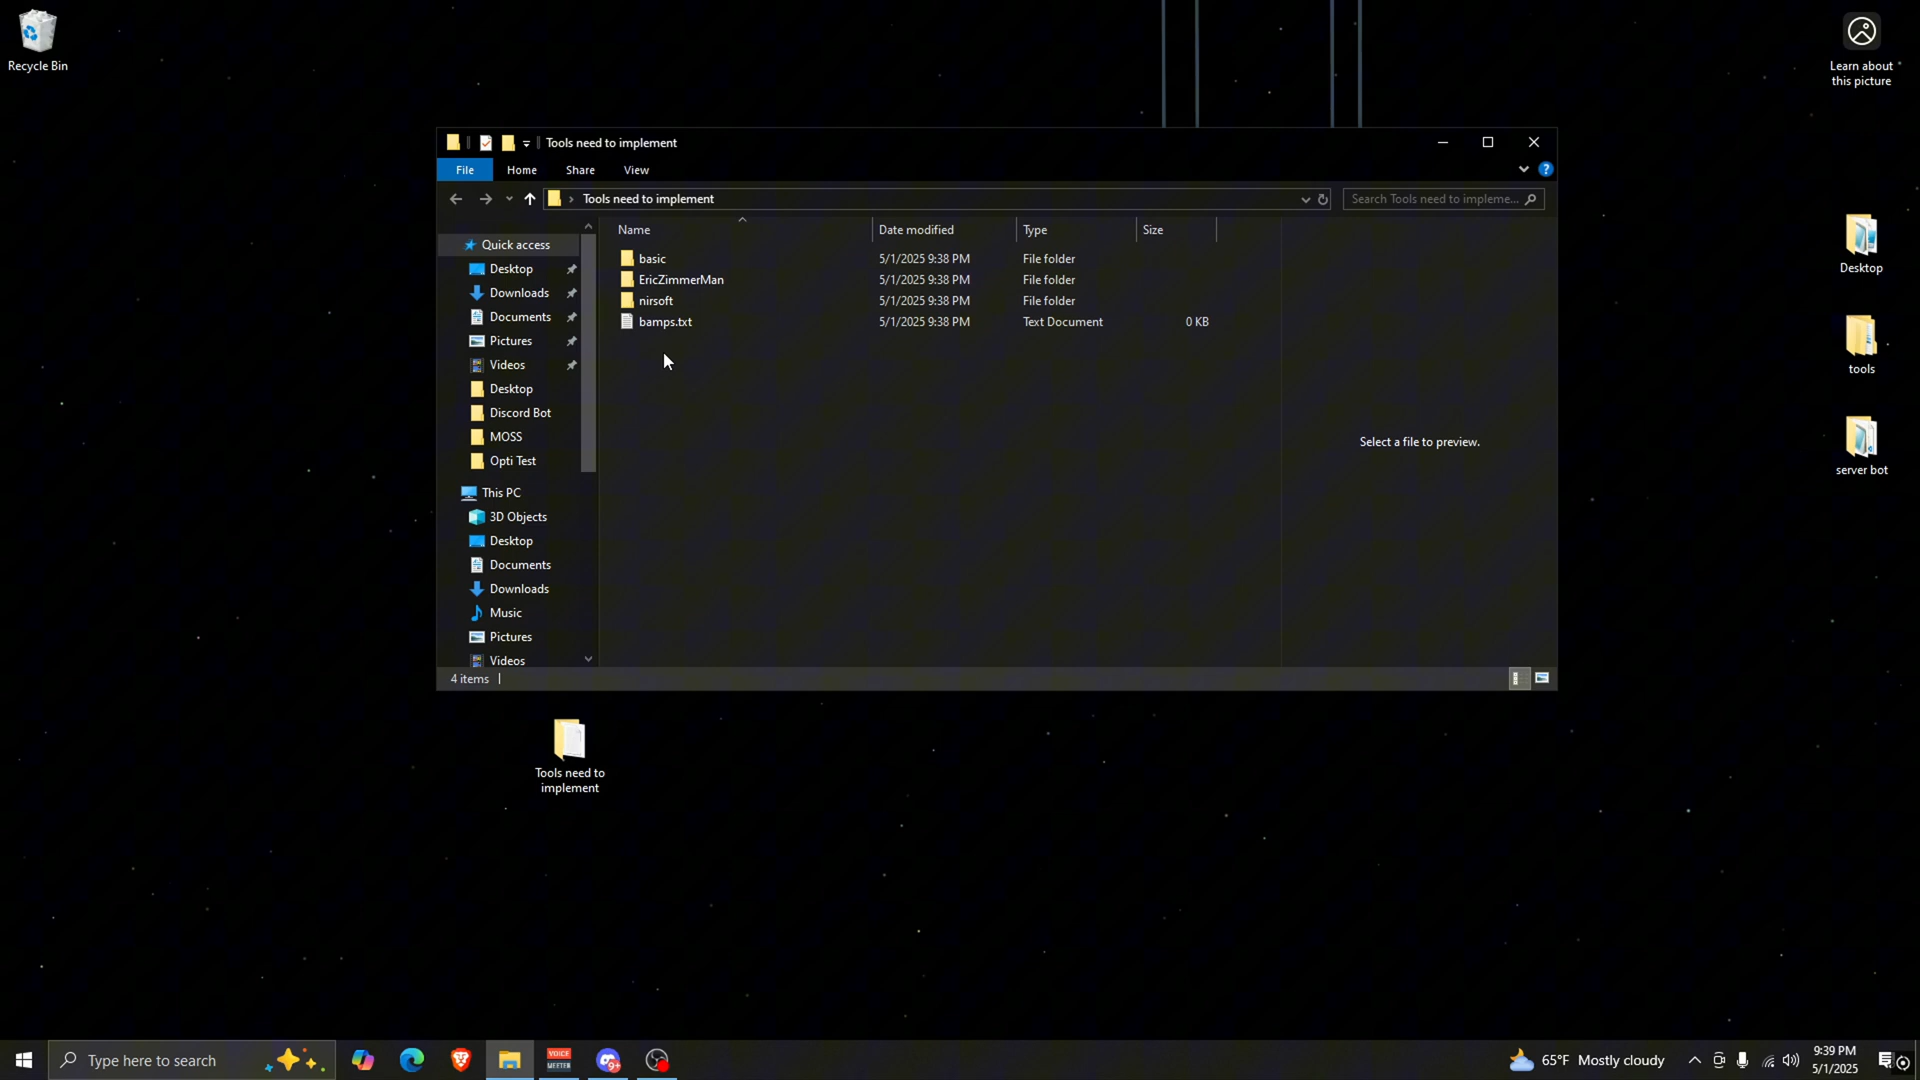 Recycle Bin
Learn about
this picture
Tools need to implement
File
Home
Share
View
Tools need to implement
Search Tools need to impleme...
Name
Date modified
Type
Size
basic
5/1/2025 9:38 PM
File folder
EricZimmerMan
5/1/2025 9:38 PM
File folder
nirsoft
5/1/2025 9:38 PM
File folder
bamps.txt
5/1/2025 9:38 PM
Text Document
0 KB
Quick access
Desktop
Downloads
Documents
Pictures
Videos
Desktop
Discord Bot
MOSS
Opti Test
This PC
3D Objects
Desktop
Documents
Downloads
Music
Pictures
Videos
Select a file to preview.
4 items
Desktop
tools
server bot
Tools need to
implement
Type here to search
VOICE
MEETER
9+
65°F Mostly cloudy
9:39 PM
5/1/2025